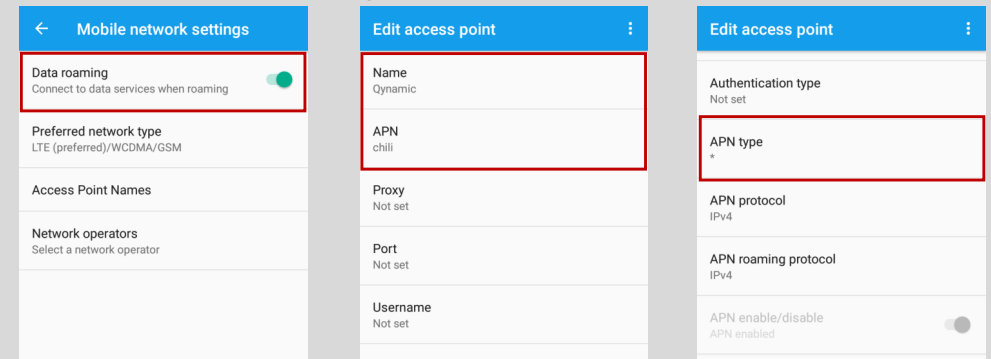 Mobile network settings
Data roaming
Connect to data services when roaming
Preferred network type
LTE (preferred)/WCDMA/GSM
Access Point Names
Network operators
Select a network operator
Edit access point
Name
Qynamic
APN
chili
Proxy
Not set
Port
Not set
Username
Not set
Edit access point
Authentication type
Not set
APN type
*
APN protocol
IPv4
APN roaming protocol
IPv4
APN enable/disable
APN enabled